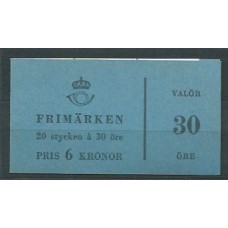 FRIMÄRKEN
20 stycken à 30 öre
PRIS 6 KRONOR
VALÖR
30
ÖRE